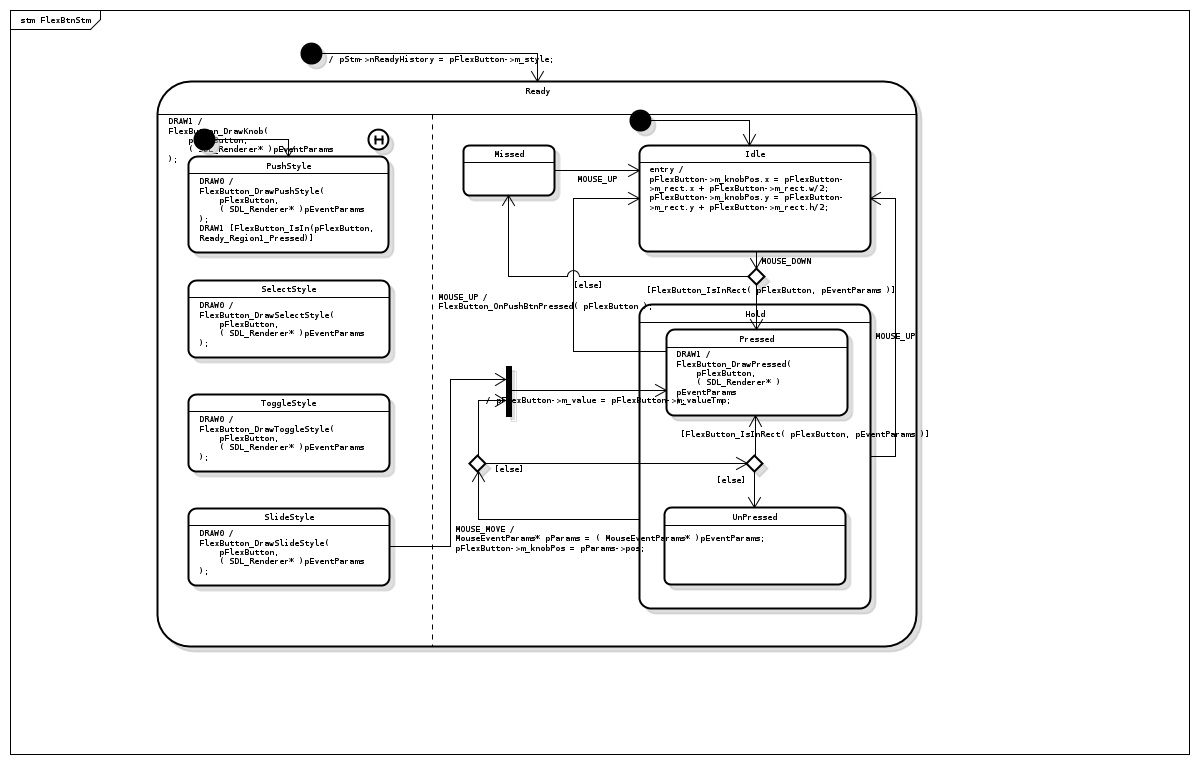 stm FlexBtnStm
/ pStm->nReadyHistory = pFlexButton->m_style;
Ready
DRAW1 /
FlexButton_DrawKnob(
pFlexButton,
( SDL_Renderer* )pEventParams
);
PushStyle
DRAW0 /
FlexButton_DrawPushStyle(
pFlexButton,
( SDL_Renderer* )pEventParams
);
DRAW1 [FlexButton_IsIn(pFlexButton,
Ready_Region1_Pressed)]
SelectStyle
DRAW0 /
FlexButton_DrawSelectStyle(
pFlexButton,
( SDL_Renderer* )pEventParams
);
ToggleStyle
DRAW0 /
FlexButton_DrawToggleStyle(
pFlexButton,
( SDL_Renderer* )pEventParams
);
SlideStyle
DRAW0 /
FlexButton_DrawSlideStyle(
pFlexButton,
( SDL_Renderer* )pEventParams
);
H
Missed
MOUSE_UP
Idle
entry /
pFlexButton->m_knobPos.x = pFlexButton-
>m_rect.x + pFlexButton->m_rect.w/2;
pFlexButton->m_knobPos.y = pFlexButton-
>m_rect.y + pFlexButton->m_rect.h/2;
MOUSE_DOWN
[else]
[FlexButton_IsInRect( pFlexButton, pEventParams )]
MOUSE_UP /
FlexButton_OnPushBtnPressed( pFlexButton );
Hold
MOUSE_UP
Pressed
DRAW1 /
FlexButton_DrawPressed(
pFlexButton,
( SDL_Renderer* )
pEventParams
);
/ pFlexButton->m_value = pFlexButton->m_valueTmp;
[FlexButton_IsInRect( pFlexButton, pEventParams )]
[else]
[else]
UnPressed
MOUSE_MOVE /
MouseEventParams* pParams = ( MouseEventParams* )pEventParams;
pFlexButton->m_knobPos = pParams->pos;